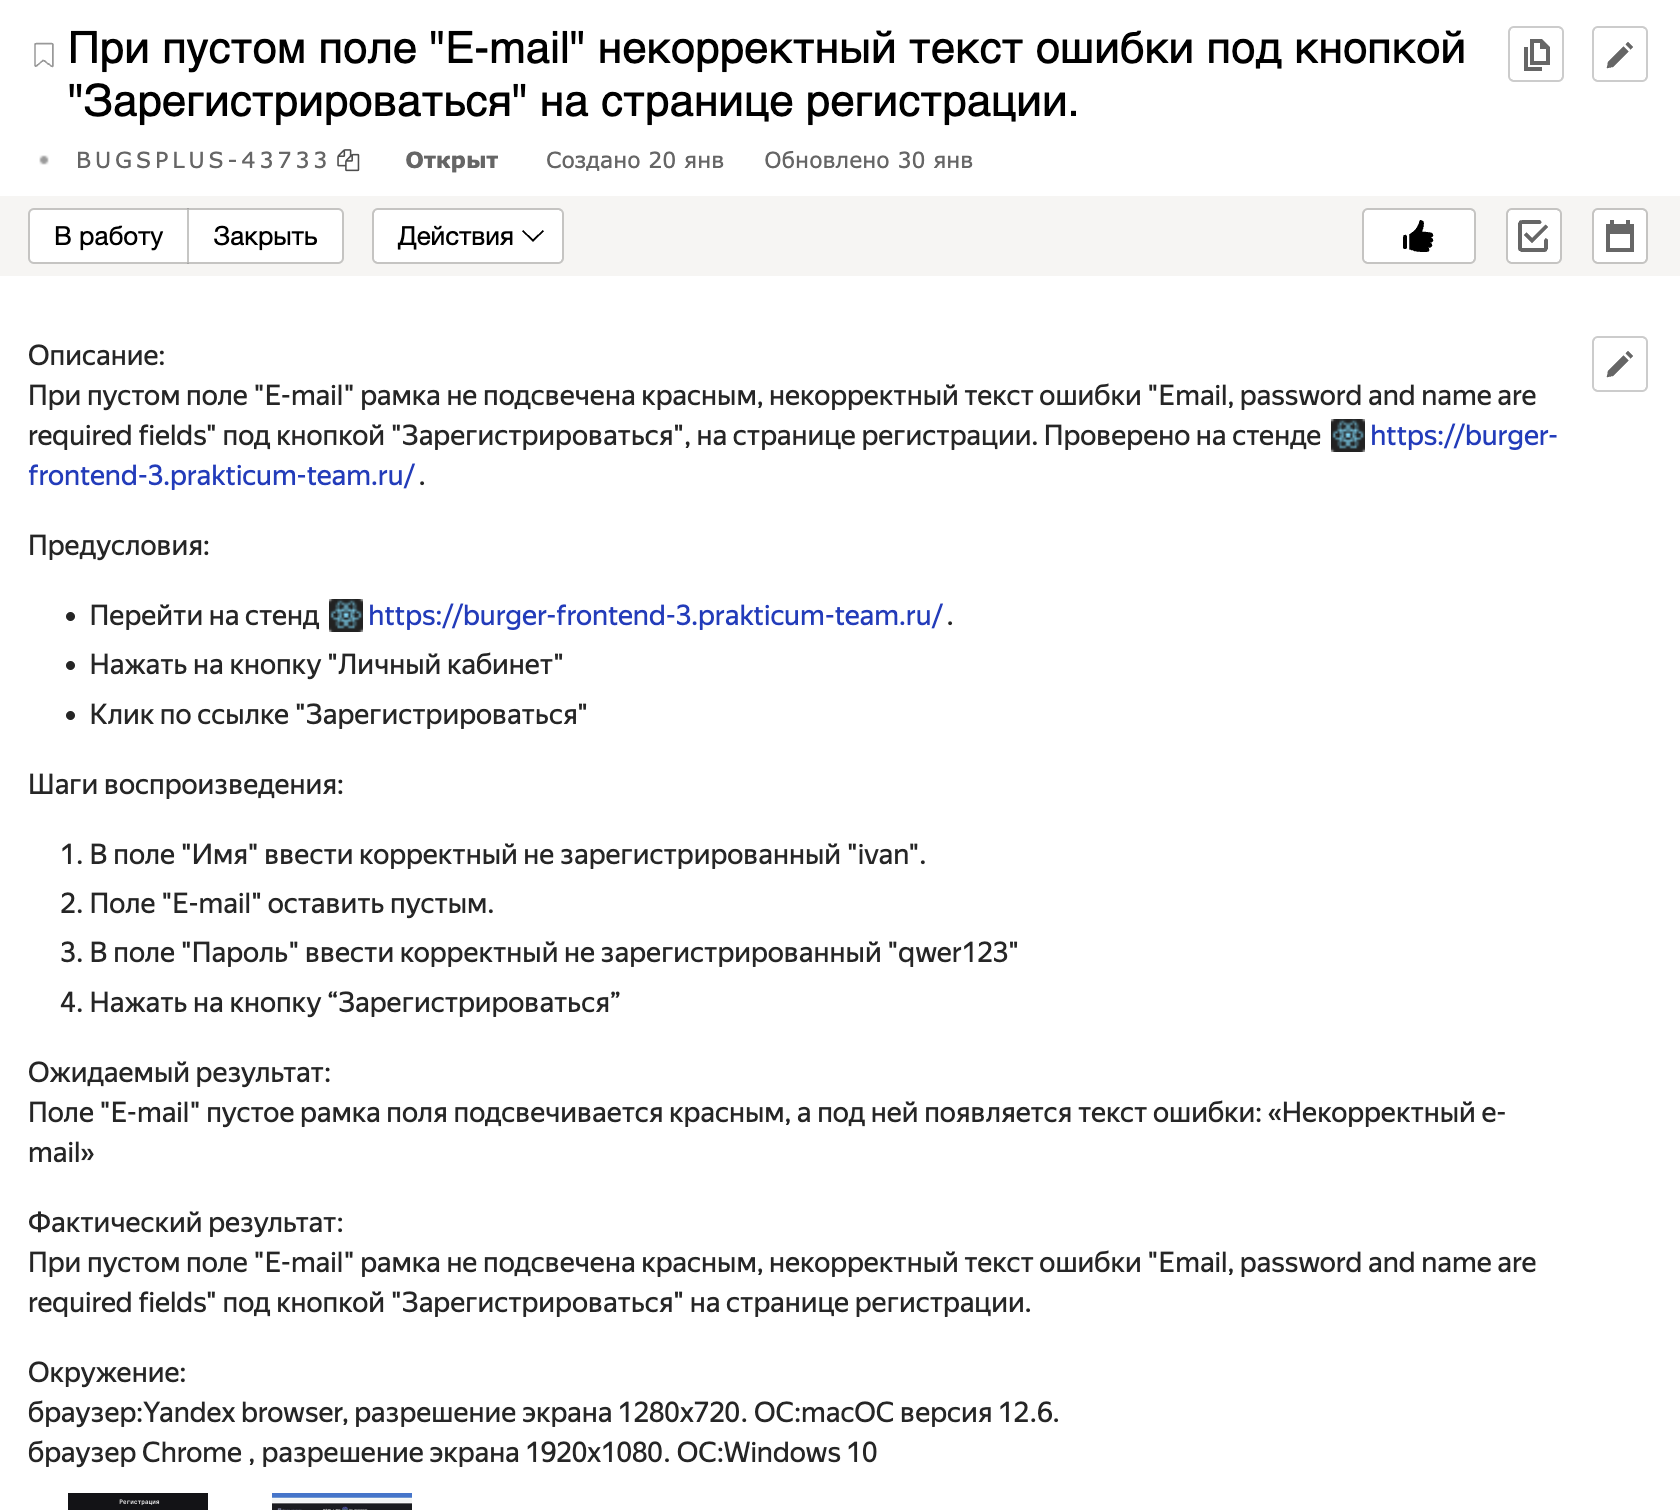 При пустом поле "E-mail" некорректный текст ошибки под кнопкой
"Зарегистрироваться" на странице регистрации.
BUGSPLUS-43733 Открыт Создано 20 янв Обновлено 30 янв
В работу Закрыть Действия
Описание:
При пустом поле "E-mail" рамка не подсвечена красным, некорректный текст ошибки "Email, password and name are
required fields" под кнопкой "Зарегистрироваться", на странице регистрации. Проверено на стенде https://burger-
frontend-3.prakticum-team.ru/ .
Предусловия:
• Перейти на стенд https://burger-frontend-3.prakticum-team.ru/ .
• Нажать на кнопку "Личный кабинет"
• Клик по ссылке "Зарегистрироваться"
Шаги воспроизведения:
1. В поле "Имя" ввести корректный не зарегистрированный "ivan".
2. Поле "E-mail" оставить пустым.
3. В поле "Пароль" ввести корректный не зарегистрированный "qwer123"
4. Нажать на кнопку “Зарегистрироваться”
Ожидаемый результат:
Поле "E-mail" пустое рамка поля подсвечивается красным, а под ней появляется текст ошибки: «Некорректный e-
mail»
Фактический результат:
При пустом поле "E-mail" рамка не подсвечена красным, некорректный текст ошибки "Email, password and name are
required fields" под кнопкой "Зарегистрироваться" на странице регистрации.
Окружение:
браузер:Yandex browser, разрешение экрана 1280х720. ОС:macОС версия 12.6.
браузер Chrome , разрешение экрана 1920х1080. ОС:Windows 10
Регистрация